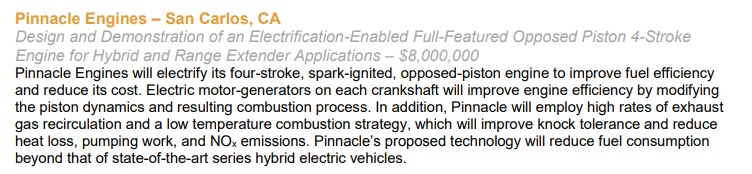 Pinnacle Engines – San Carlos, CA
Design and Demonstration of an Electrification-Enabled Full-Featured Opposed Piston 4-Stroke
Engine for Hybrid and Range Extender Applications – $8,000,000
Pinnacle Engines will electrify its four-stroke, spark-ignited, opposed-piston engine to improve fuel efficiency
and reduce its cost. Electric motor-generators on each crankshaft will improve engine efficiency by modifying
the piston dynamics and resulting combustion process. In addition, Pinnacle will employ high rates of exhaust
gas recirculation and a low temperature combustion strategy, which will improve knock tolerance and reduce
heat loss, pumping work, and NOₓ emissions. Pinnacle's proposed technology will reduce fuel consumption
beyond that of state-of-the-art series hybrid electric vehicles.